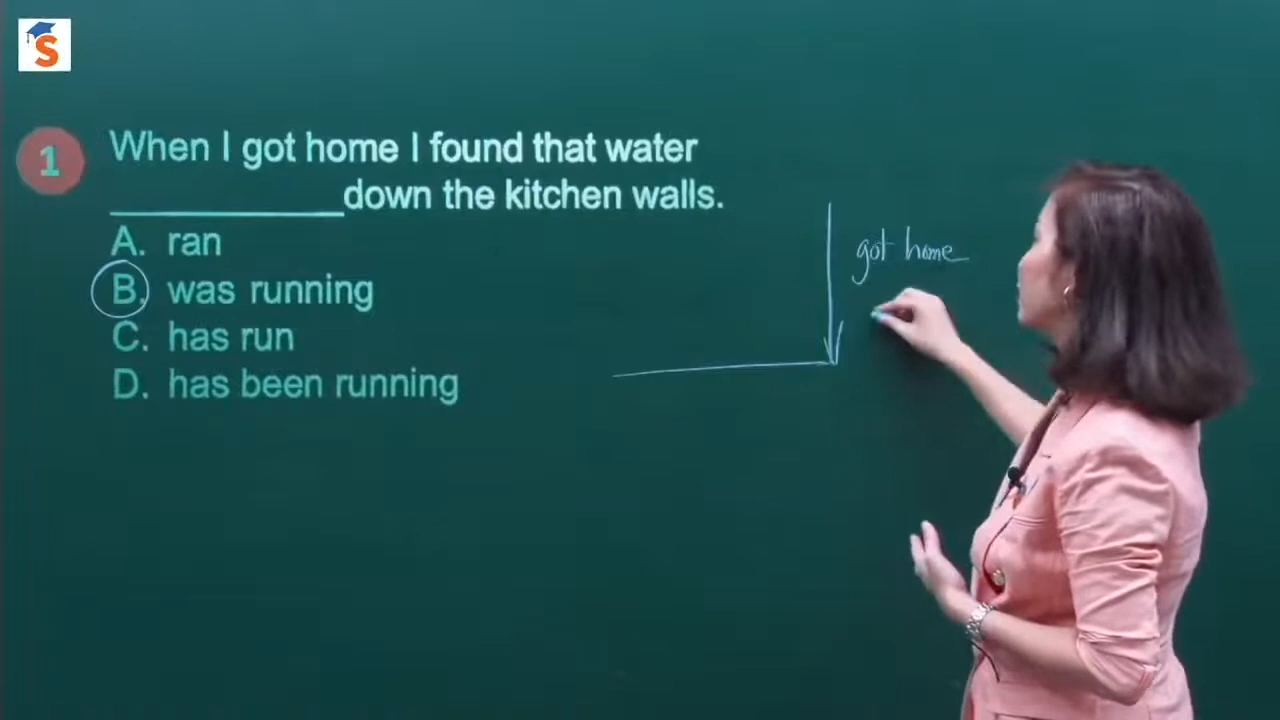 S
1
When I got home I found that water
____________ down the kitchen walls.
A. ran
B. was running
C. has run
D. has been running
got home